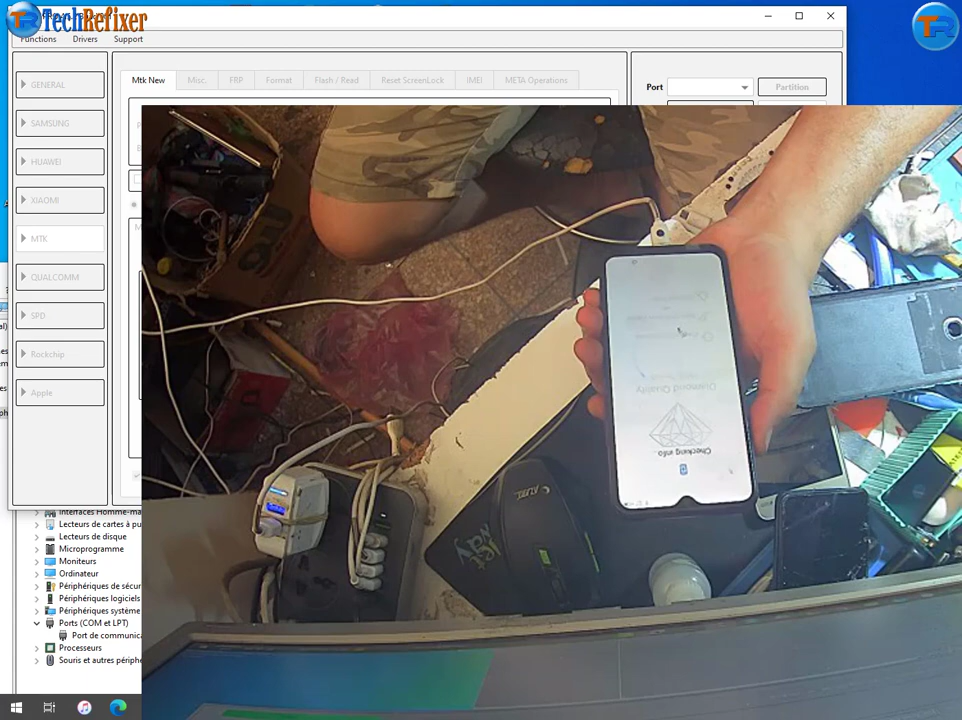 TechRefixer
TR
Functions
Drivers
Support
GENERAL
SAMSUNG
HUAWEI
XIAOMI
MTK
QUALCOMM
SPD
Rockchip
Apple
Mtk New
Misc.
FRP
Format
Flash / Read
Reset ScreenLock
IMEI
META Operations
Port
Partition
Diamond Quality
Checking info...
Interfaces Homme-ma
Lecteurs de cartes à pu
Lecteurs de disque
Microprogramme
Moniteurs
Ordinateur
Périphériques de sécur
Périphériques logiciels
Périphériques système
Ports (COM et LPT)
Port de communica
Processeurs
Souris et autres périphe